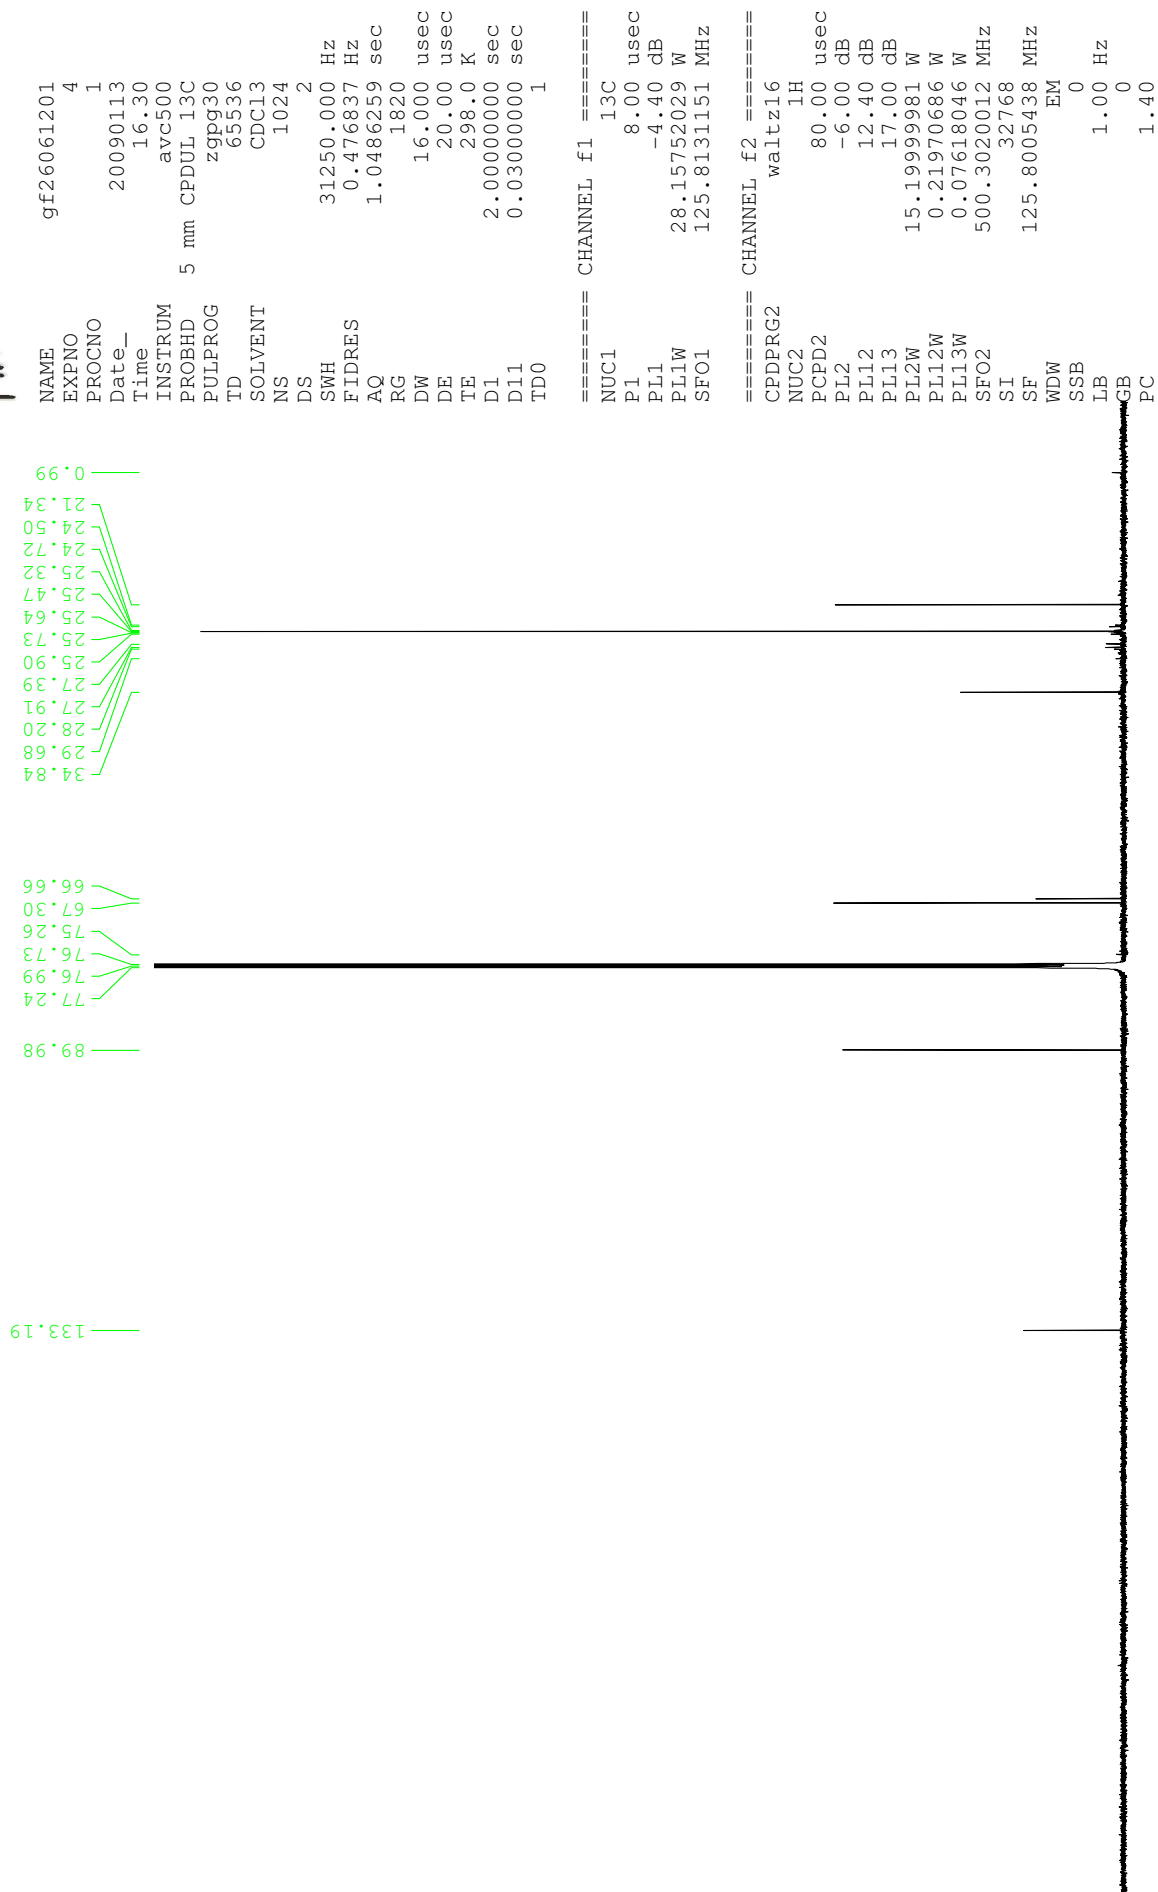 NAME gf26061201
EXPNO 4
PROCNO 1
Date_ 20090113
Time 16.30
INSTRUM avc500
PROBHD 5 mm CPDUL 13C
PULPROG zgpg30
TD 65536
SOLVENT CDCl3
NS 1024
DS 2
SWH 31250.000 Hz
FIDRES 0.476837 Hz
AQ 1.0486259 sec
RG 1820
DW 16.000 usec
DE 20.00 usec
TE 298.0 K
D1 2.00000000 sec
D11 0.03000000 sec
TD0 1
======== CHANNEL f1 ========
NUC1 13C
P1 8.00 usec
PL1 -4.40 dB
PL1W 28.15752029 W
SFO1 125.8131151 MHz
======== CHANNEL f2 ========
CPDPRG2 waltz16
NUC2 1H
PCPD2 80.00 usec
PL2 -6.00 dB
PL12 12.40 dB
PL13 17.00 dB
PL2W 15.19999981 W
PL12W 0.21970686 W
PL13W 0.07618046 W
SFO2 500.3020012 MHz
SI 32768
SF 125.8005438 MHz
WDW EM
SSB 0
LB 1.00 Hz
GB 0
PC 1.40
0.99
21.34
24.50
24.72
25.32
25.47
25.64
25.73
25.90
27.39
27.91
28.20
29.68
34.84
66.66
67.30
75.26
76.73
76.99
77.24
89.98
133.19